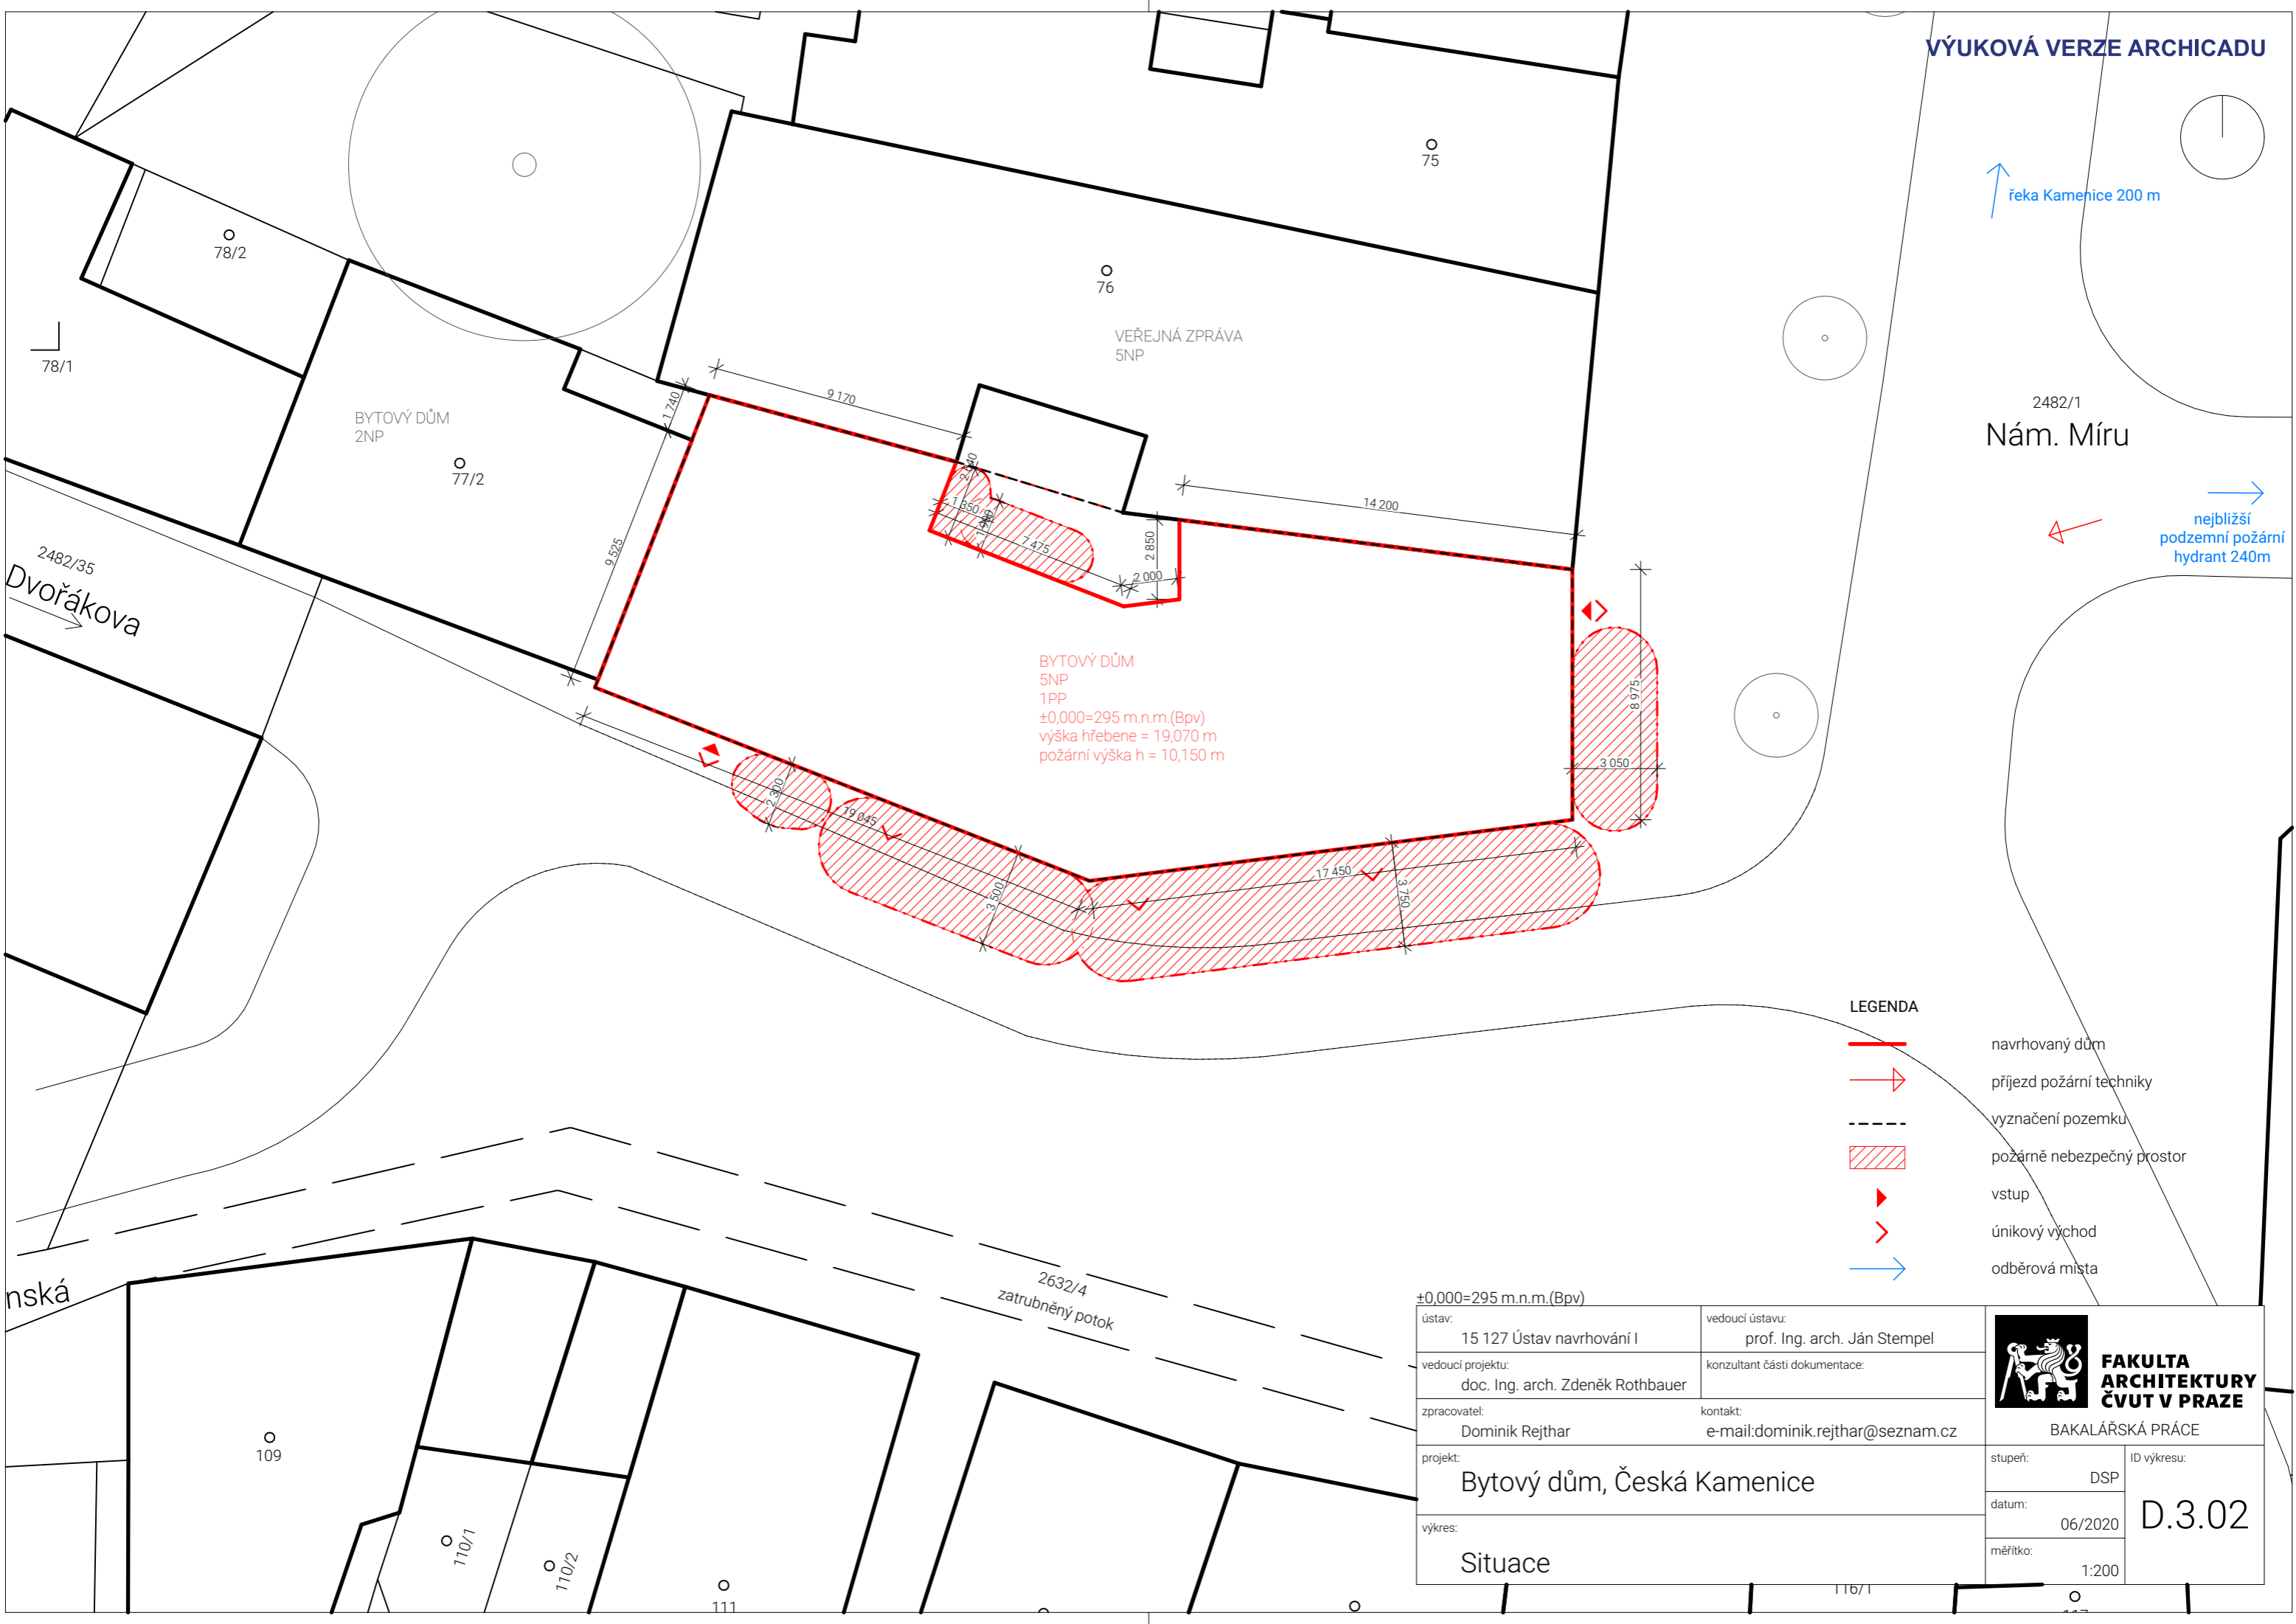 VÝUKOVÁ VERZE ARCHICADU
75
řeka Kamenice 200 m
78/2
76
VEŘEJNÁ ZPRÁVA
5NP
78/1
9 170
1 740
BYTOVÝ DŮM
2NP
77/2
2482/1
Nám. Míru
14 200
1 350
7 475
2 850
2 000
nejbližší
podzemní požární
hydrant 240m
9 525
2482/35
Dvořákova
BYTOVÝ DŮM
5NP
1PP
±0,000=295 m.n.m.(Bpv)
výška hřebene = 19,070 m
požární výška h = 10,150 m
8 975
3 050
2 300
19 045
17 450
3 500
3 750
LEGENDA
navrhovaný dům
příjezd požární techniky
vyznačení pozemku
požárně nebezpečný prostor
vstup
únikový východ
odběrová místa
nská
2632/4
zatrubněný potok
109
110/1
110/2
111
±0,000=295 m.n.m.(Bpv)
ústav:
15 127 Ústav navrhování I
vedoucí ústavu:
prof. Ing. arch. Ján Stempel
vedoucí projektu:
doc. Ing. arch. Zdeněk Rothbauer
konzultant části dokumentace:
zpracovatel:
Dominik Rejthar
kontakt:
e-mail:dominik.rejthar@seznam.cz
FAKULTA
ARCHITEKTURY
ČVUT V PRAZE
BAKALÁŘSKÁ PRÁCE
projekt:
Bytový dům, Česká Kamenice
stupeň:
DSP
ID výkresu:
D.3.02
datum:
06/2020
výkres:
Situace
měřítko:
1:200
116/1